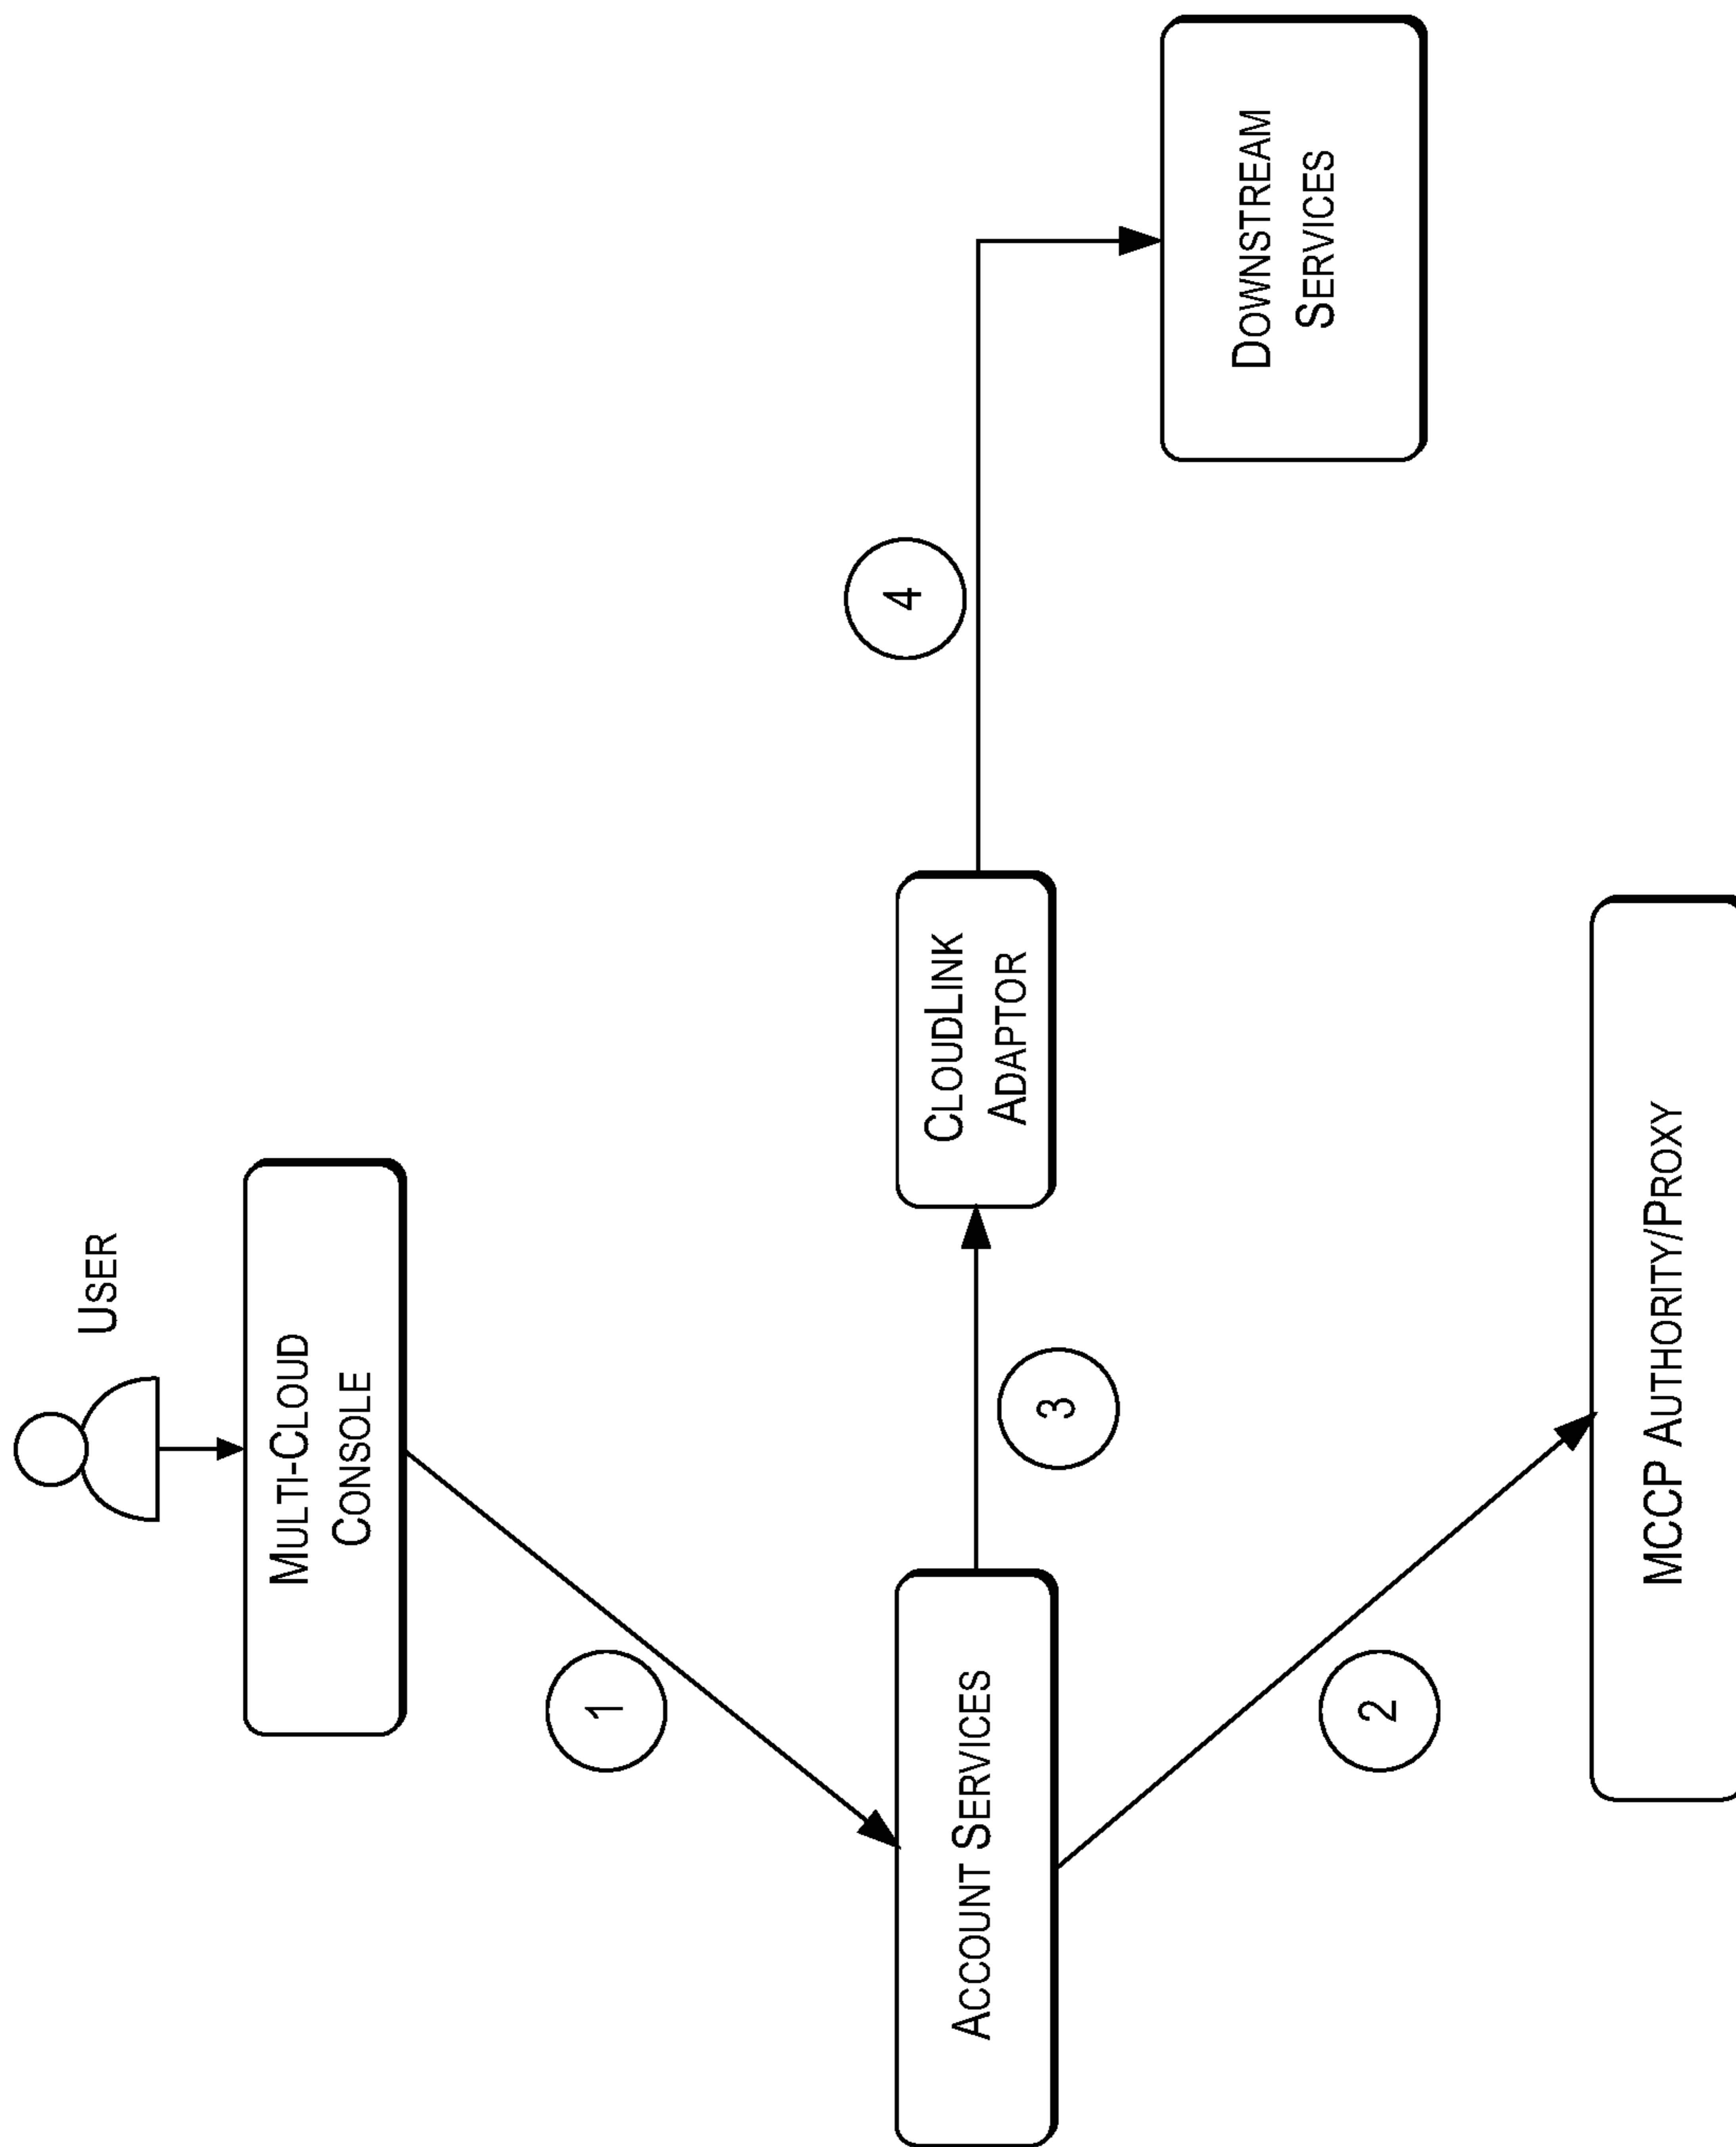 USER
MULTI-CLOUD
CONSOLE
1
ACCOUNT SERVICES
3
CLOUDLINK
ADAPTOR
4
DOWNSTREAM
SERVICES
2
MCCP AUTHORITY/PROXY